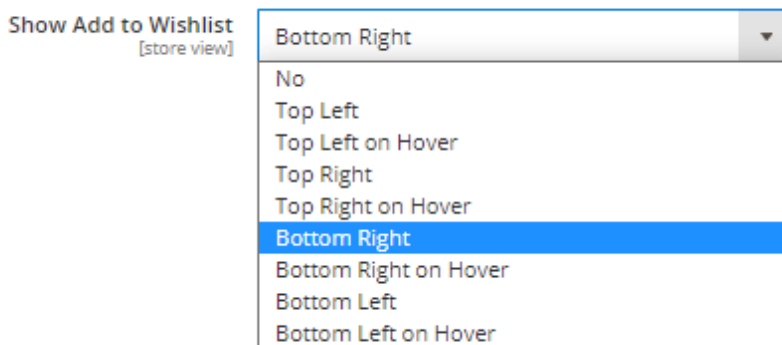 Show Add to Wishlist
[store view]
Bottom Right
No
Top Left
Top Left on Hover
Top Right
Top Right on Hover
Bottom Right
Bottom Right on Hover
Bottom Left
Bottom Left on Hover